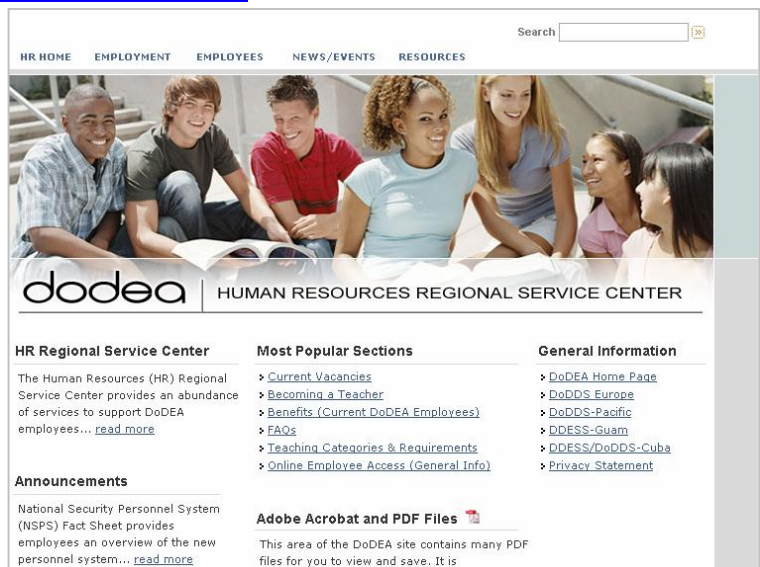 Search
HR HOME EMPLOYMENT EMPLOYEES NEWS/EVENTS RESOURCES
dodea HUMAN RESOURCES REGIONAL SERVICE CENTER
HR Regional Service Center
The Human Resources (HR) Regional
Service Center provides an abundance
of services to support DoDEA
employees... read more
Announcements
National Security Personnel System
(NSPS) Fact Sheet provides
employees an overview of the new
personnel system... read more
Most Popular Sections
Current Vacancies
Becoming a Teacher
Benefits (Current DoDEA Employees)
FAQs
Teaching Categories & Requirements
Online Employee Access (General Info)
Adobe Acrobat and PDF Files
This area of the DoDEA site contains many PDF
files for you to view and save. It is
General Information
DoDEA Home Page
DoDDS Europe
DoDDS-Pacific
DDESS-Guam
DDESS/DoDDS-Cuba
Privacy Statement